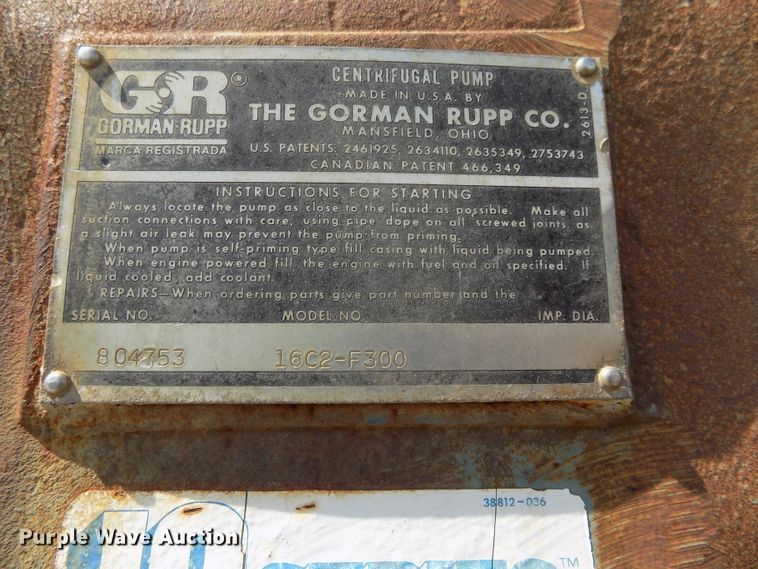 GR®
GORMAN-RUPP
MARCA REGISTRADA
CENTRIFUGAL PUMP
MADE IN U.S.A. BY
THE GORMAN RUPP CO.
MANSFIELD, OHIO
U.S. PATENTS. 2461925, 2634110, 2635349, 2753743
CANADIAN PATENT 466,349
2613-D
INSTRUCTIONS FOR STARTING
Always locate the pump as close to the liquid as possible. Make all
suction connections with care, using pipe dope on all screwed joints, as
a slight air leak may prevent the pump from priming.
When pump is self-priming type fill casing with liquid being pumped.
When engine powered fill the engine with fuel and oil specified. If
liquid cooled, add coolant.
REPAIRS—When ordering parts give part number and the
SERIAL NO. MODEL NO. IMP. DIA.
804753 16C2-F300
38812-036
10
TM
Purple Wave Auction